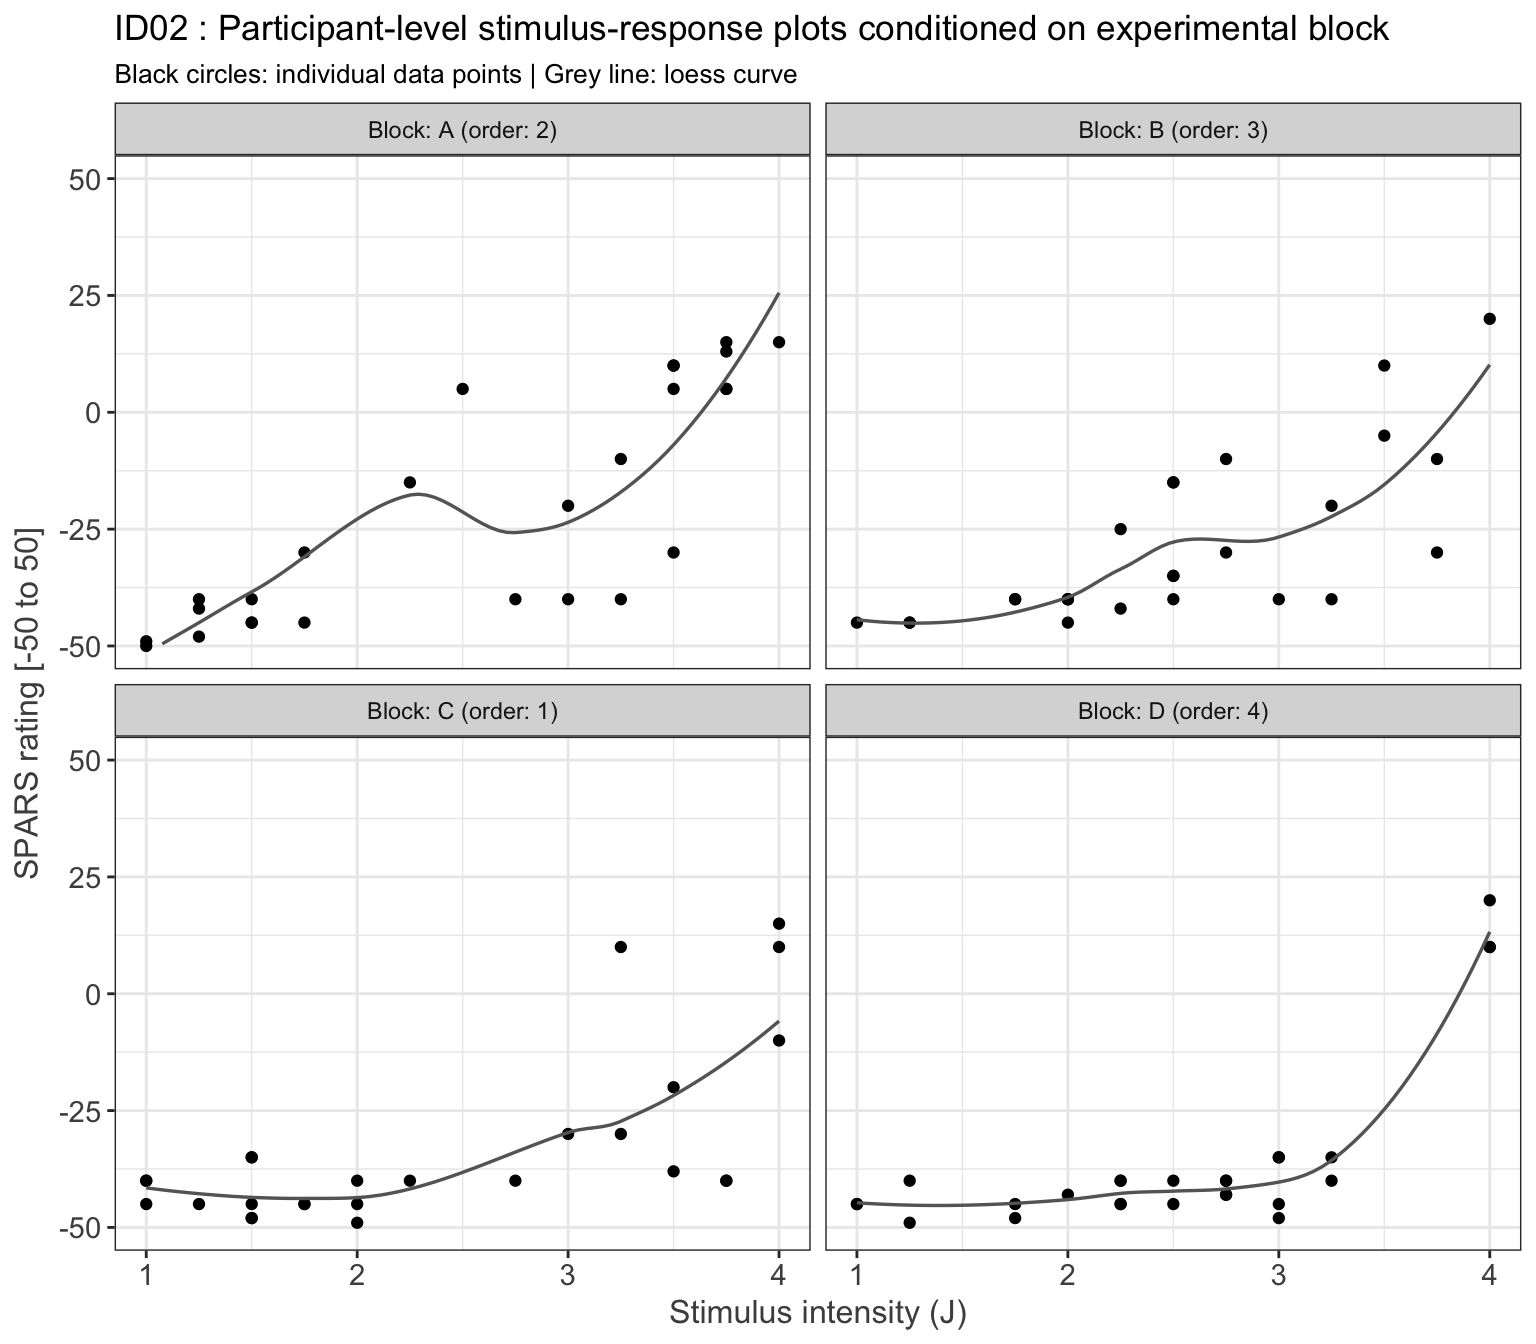 ID02 : Participant-level stimulus-response plots conditioned on experimental block
Black circles: individual data points | Grey line: loess curve
Block: A (order: 2)
Block: B (order: 3)
50
25
0
-25
-50
Block: C (order: 1)
Block: D (order: 4)
50
25
0
-25
-50
SPARS rating [-50 to 50]
1 2 3 4
1 2 3 4
Stimulus intensity (J)